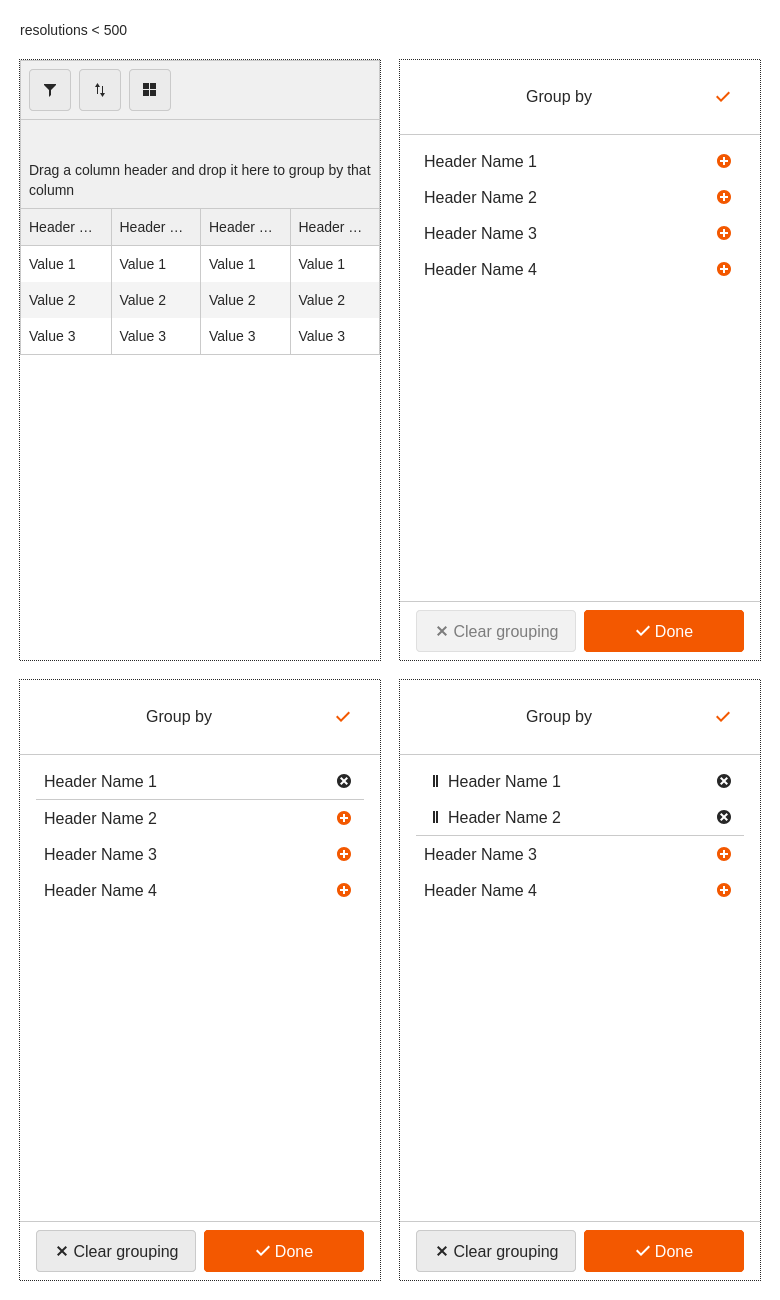 resolutions < 500
Drag a column header and drop it here to group by that
column
Header … Header … Header … Header …
Value 1 Value 1 Value 1 Value 1
Value 2 Value 2 Value 2 Value 2
Value 3 Value 3 Value 3 Value 3
Group by
Header Name 1
Header Name 2
Header Name 3
Header Name 4
Clear grouping
Done
Group by
Header Name 1
Header Name 2
Header Name 3
Header Name 4
Clear grouping
Done
Group by
Header Name 1
Header Name 2
Header Name 3
Header Name 4
Clear grouping
Done